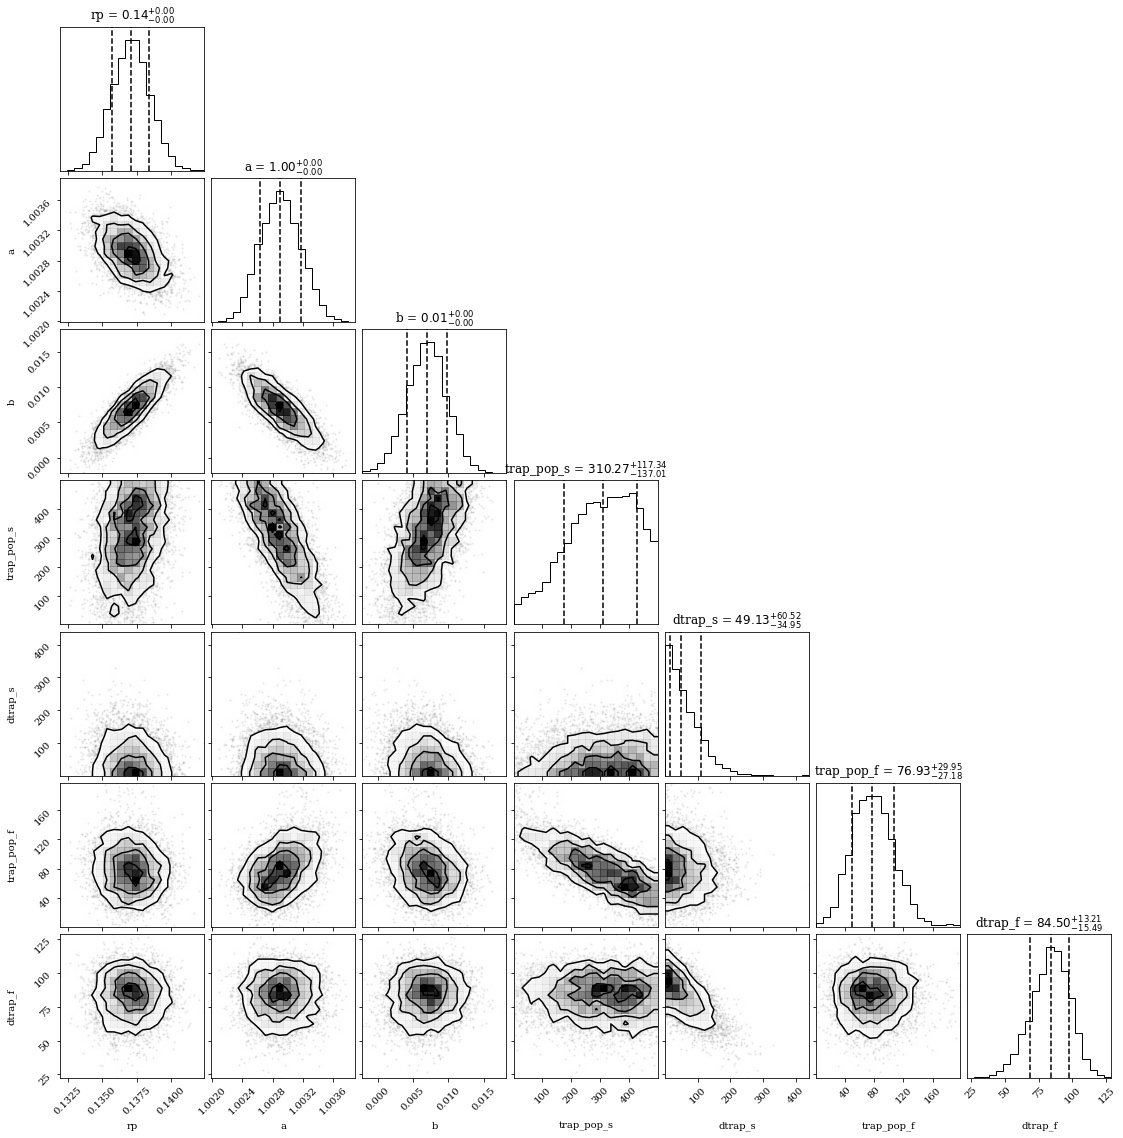 rp = 0.14+0.00 −0.00
a = 1.00+0.00 −0.00
1.0036
1.0032
1.0028
1.0024
1.0020
a
b = 0.01+0.00 −0.00
0.015
0.010
0.005
0.000
b
trap_pop_s = 310.27+117.34 −137.01
400
300
200
100
trap_pop_s
dtrap_s = 49.13+60.52 −34.95
400
300
200
100
dtrap_s
trap_pop_f = 76.93+29.95 −27.18
160
120
80
40
trap_pop_f
dtrap_f = 84.50+13.21 −15.49
125
100
75
50
25
dtrap_f
0.1325 0.1350 0.1375 0.1400
1.0020 1.0024 1.0028 1.0032 1.0036
0.000 0.005 0.010 0.015
100 200 300 400
100 200 300 400
40 80 120 160
25 50 75 100 125
rp a b trap_pop_s dtrap_s trap_pop_f dtrap_f